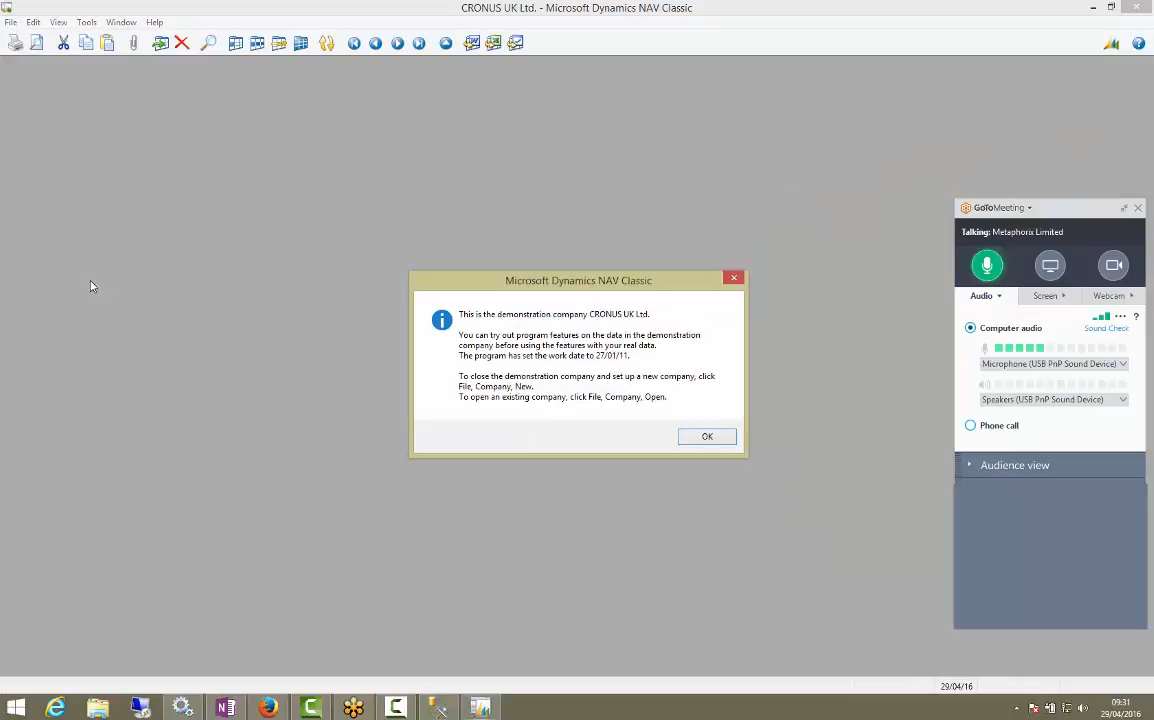 CRONUS UK Ltd. - Microsoft Dynamics NAV Classic
File Edit View Tools Window Help
GoToMeeting
Talking: Metaphorix Limited
Audio Screen Webcam
Computer audio
Sound Check
Microphone (USB PnP Sound Device)
Speakers (USB PnP Sound Device)
Phone call
Audience view
Microsoft Dynamics NAV Classic
This is the demonstration company CRONUS UK Ltd.
You can try out program features on the data in the demonstration
company before using the features with your real data.
The program has set the work date to 27/01/11.
To close the demonstration company and set up a new company, click
File, Company, New.
To open an existing company, click File, Company, Open.
OK
29/04/16
09:31
29/04/2016